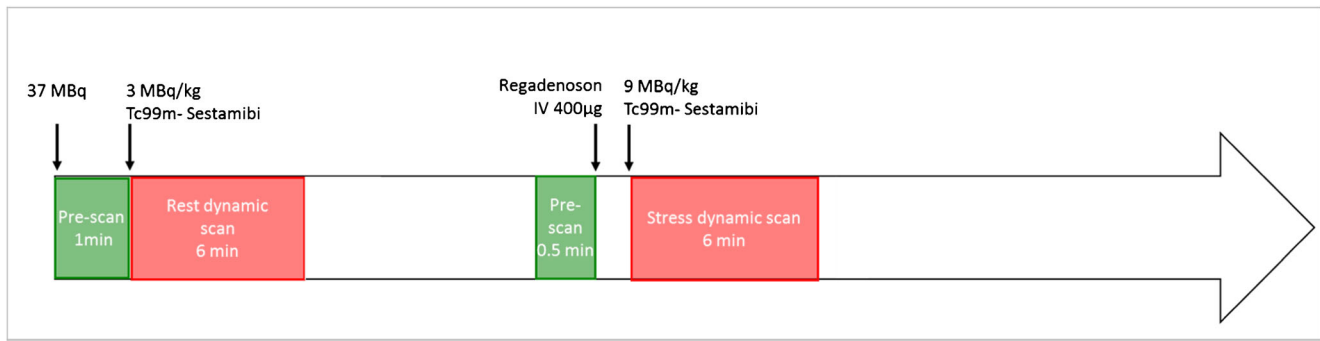 37 MBq
3 MBq/kg
Tc99m- Sestamibi
Regadenoson
IV 400µg
9 MBq/kg
Tc99m- Sestamibi
Pre-scan
1min
Rest dynamic
scan
6 min
Pre-
scan
0.5 min
Stress dynamic scan
6 min